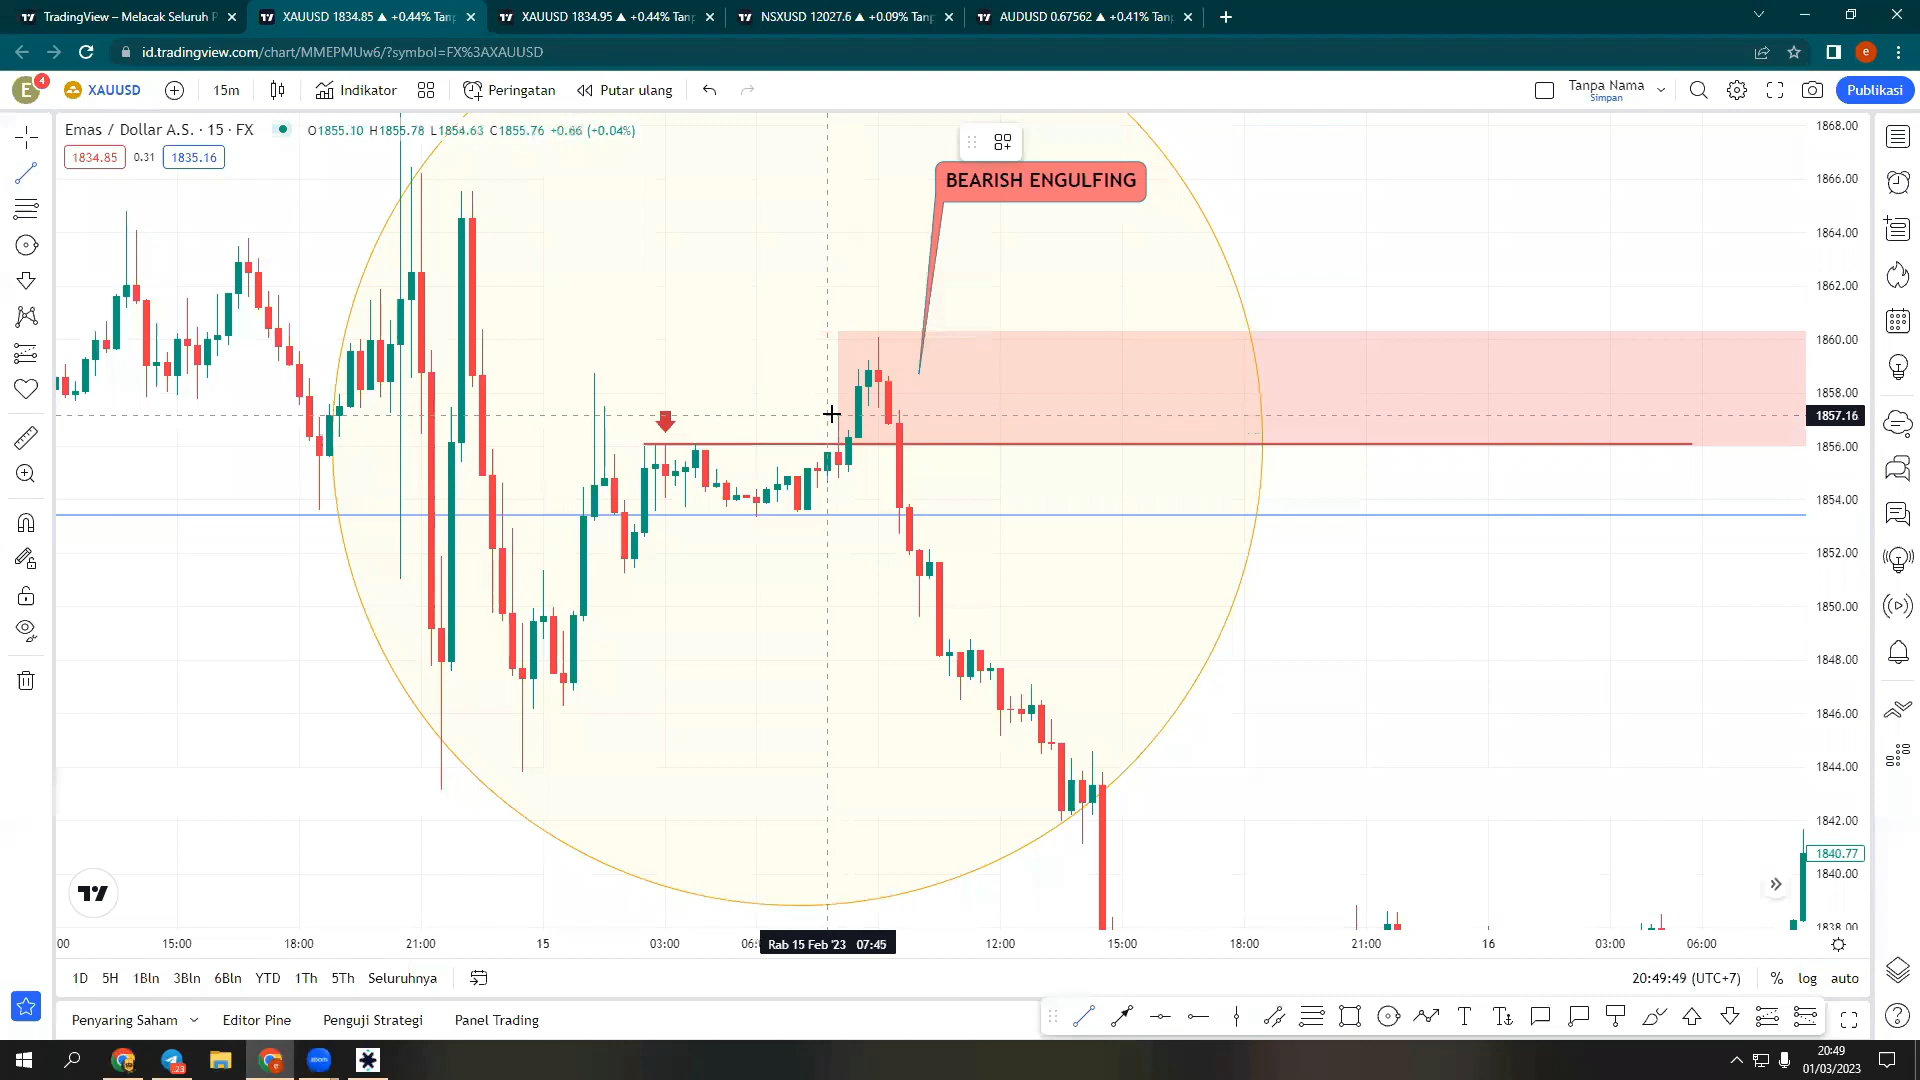 TradingView – Melacak Seluruh P
XAUUSD 1834.85 ▲ +0.44% Tanp
XAUUSD 1834.95 ▲ +0.44% Tanp
NSXUSD 12027.6 ▲ +0.09% Tanp
AUDUSD 0.67562 ▲ +0.41% Tanp
id.tradingview.com/chart/MMEPMUw6/?symbol=FX%3AXAUUSD
e
E
4
XAUUSD
15m
Indikator
Peringatan
Putar ulang
Tanpa Nama
Simpan
Publikasi
Emas / Dollar A.S. · 15 · FX
O1855.10 H1855.78 L1854.63 C1855.76 +0.66 (+0.04%)
1834.85
0.31
1835.16
BEARISH ENGULFING
1868.00
1866.00
1864.00
1862.00
1860.00
1858.00
1857.16
1856.00
1854.00
1852.00
1850.00
1848.00
1846.00
1844.00
1842.00
1840.77
1840.00
1838.00
:00
15:00
18:00
21:00
15
03:00
06:
Rab 15 Feb '23 07:45
12:00
15:00
18:00
21:00
16
03:00
06:00
1D
5H
1Bln
3Bln
6Bln
YTD
1Th
5Th
Seluruhnya
20:49:49 (UTC+7)
%
log
auto
Penyaring Saham
Editor Pine
Penguji Strategi
Panel Trading
23
zoom
20:49
01/03/2023